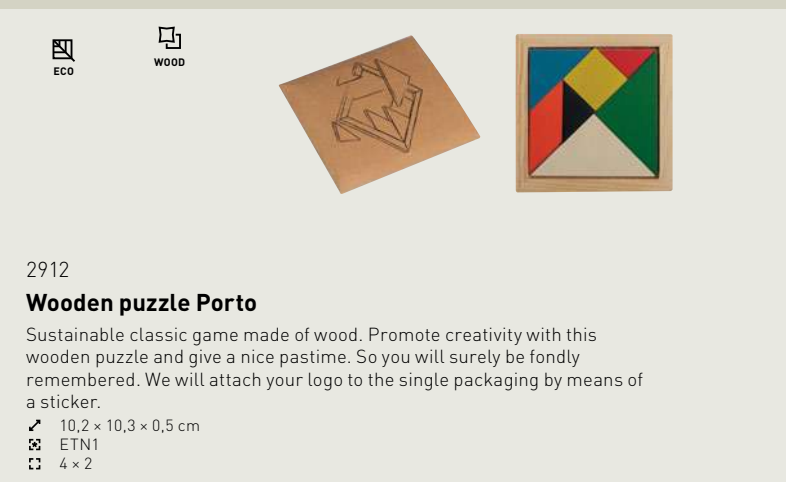 ECO
WOOD
2912
Wooden puzzle Porto
Sustainable classic game made of wood. Promote creativity with this
wooden puzzle and give a nice pastime. So you will surely be fondly
remembered. We will attach your logo to the single packaging by means of
a sticker.
10,2 × 10,3 × 0,5 cm
ETN1
4 × 2